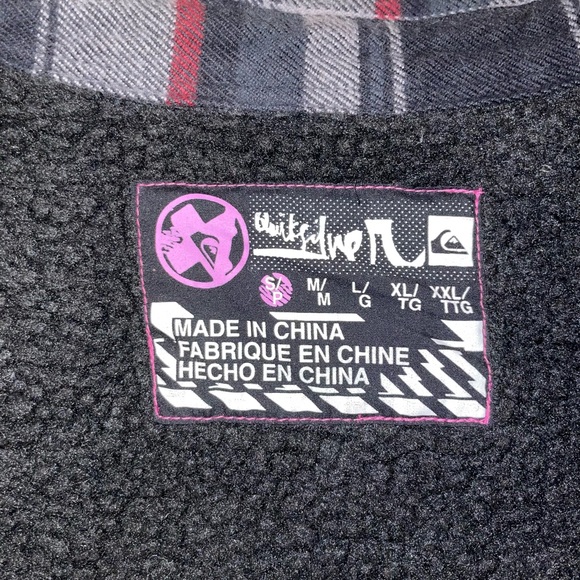 Quiksilver
S/P M/M L/G XL/TG XXL/TTG
MADE IN CHINA
FABRIQUE EN CHINE
HECHO EN CHINA